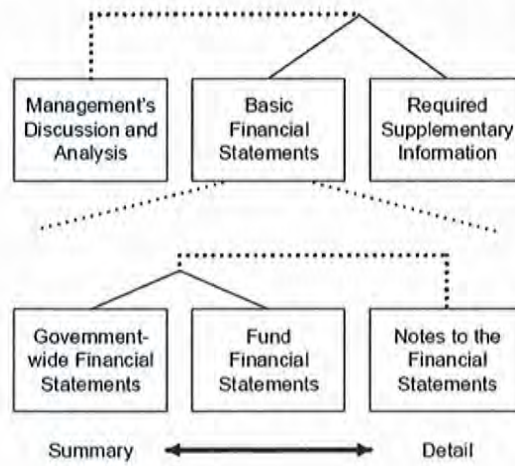 Management's
Discussion and
Analysis
Basic
Financial
Statements
Required
Supplementary
Information
Government-
wide Financial
Statements
Fund
Financial
Statements
Notes to the
Financial
Statements
Summary
Detail